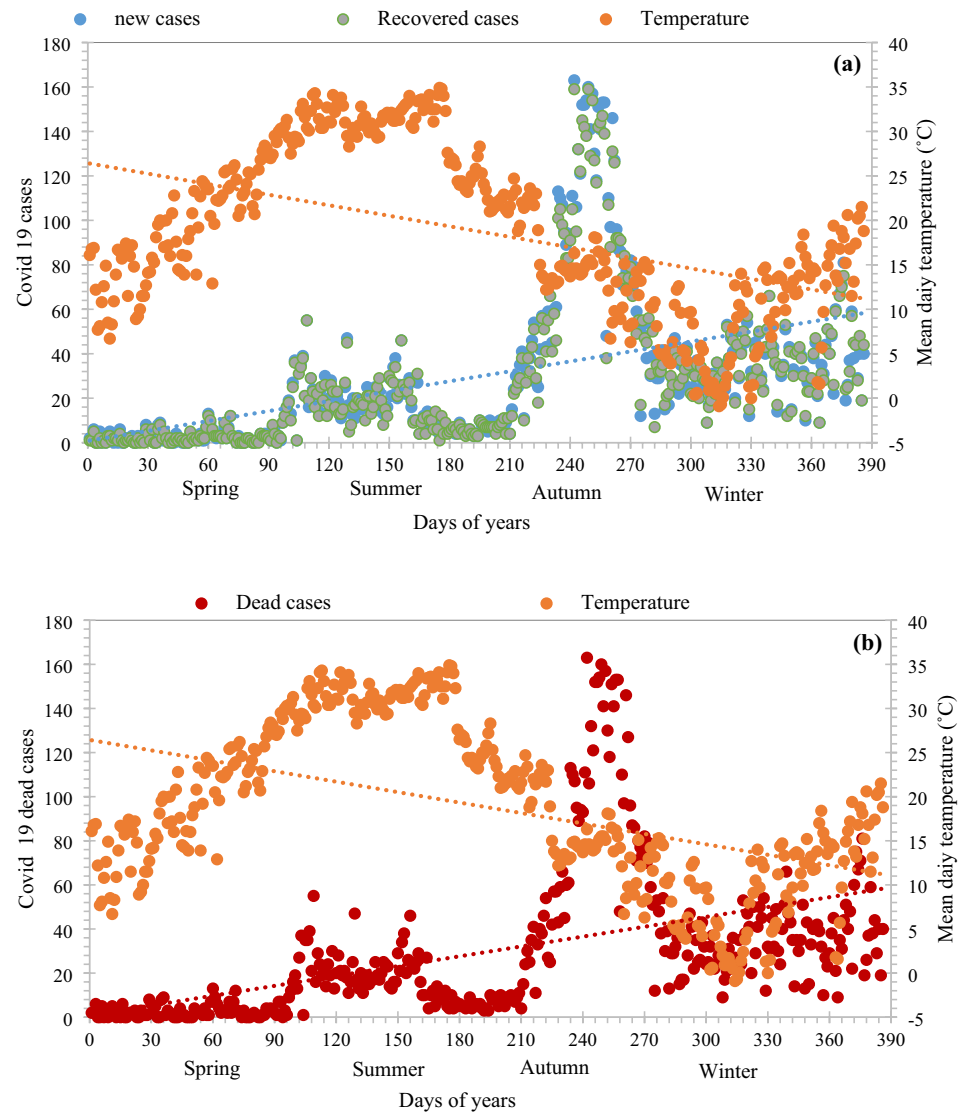 new cases Recovered cases Temperature
(a)
Covid 19 cases
180
160
140
120
100
80
60
40
20
0
40
35
30
25
20
15
10
5
0
-5
Mean daiy teamperature (˚C)
0 30 60 90 120 150 180 210 240 270 300 330 360 390
Spring Summer Autumn Winter
Days of years
Dead cases Temperature
(b)
Covid 19 dead cases
180
160
140
120
100
80
60
40
20
0
40
35
30
25
20
15
10
5
0
-5
Mean daiy teamperature (˚C)
0 30 60 90 120 150 180 210 240 270 300 330 360 390
Spring Summer Autumn Winter
Days of years